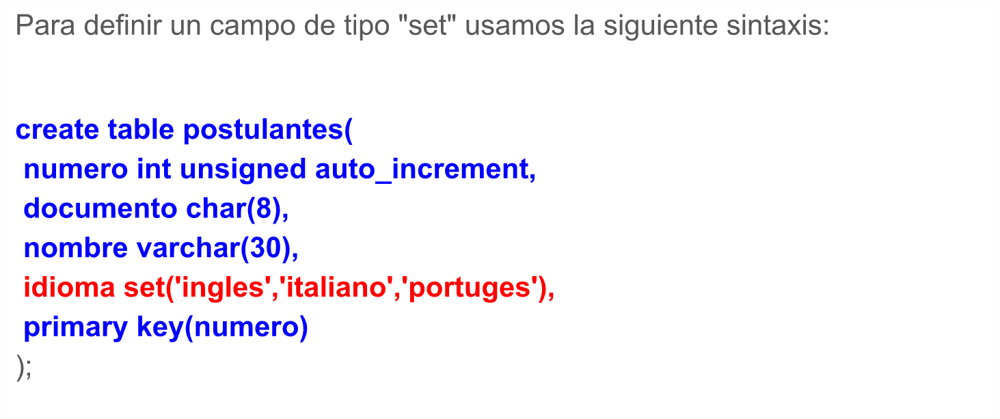 Para definir un campo de tipo "set" usamos la siguiente sintaxis:
create table postulantes(
numero int unsigned auto_increment,
documento char(8),
nombre varchar(30),
idioma set('ingles','italiano','portuges'),
primary key(numero)
);